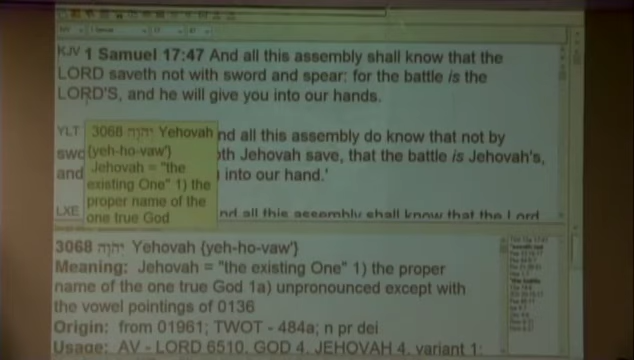 KJV 1 Samuel 17:47 And all this assembly shall know that the
LORD saveth not with sword and spear: for the battle is the
LORD'S, and he will give you into our hands.
YLT
nd all this assembly do know that not by
swo
th Jehovah save, that the battle is Jehovah's,
and
into our hand.'
3068 יהוה Yehovah
{yeh-ho-vaw'}
Jehovah = "the
existing One" 1) the
proper name of the
one true God
LXE
nd all this assembly shall know that the Lord
3068 יהוה Yehovah {yeh-ho-vaw'}
Meaning: Jehovah = "the existing One" 1) the proper
name of the one true God 1a) unpronounced except with
the vowel pointings of 0136
Origin: from 01961; TWOT - 484a; n pr dei
Usage: AV - LORD 6510, GOD 4, JEHOVAH 4, variant 1;